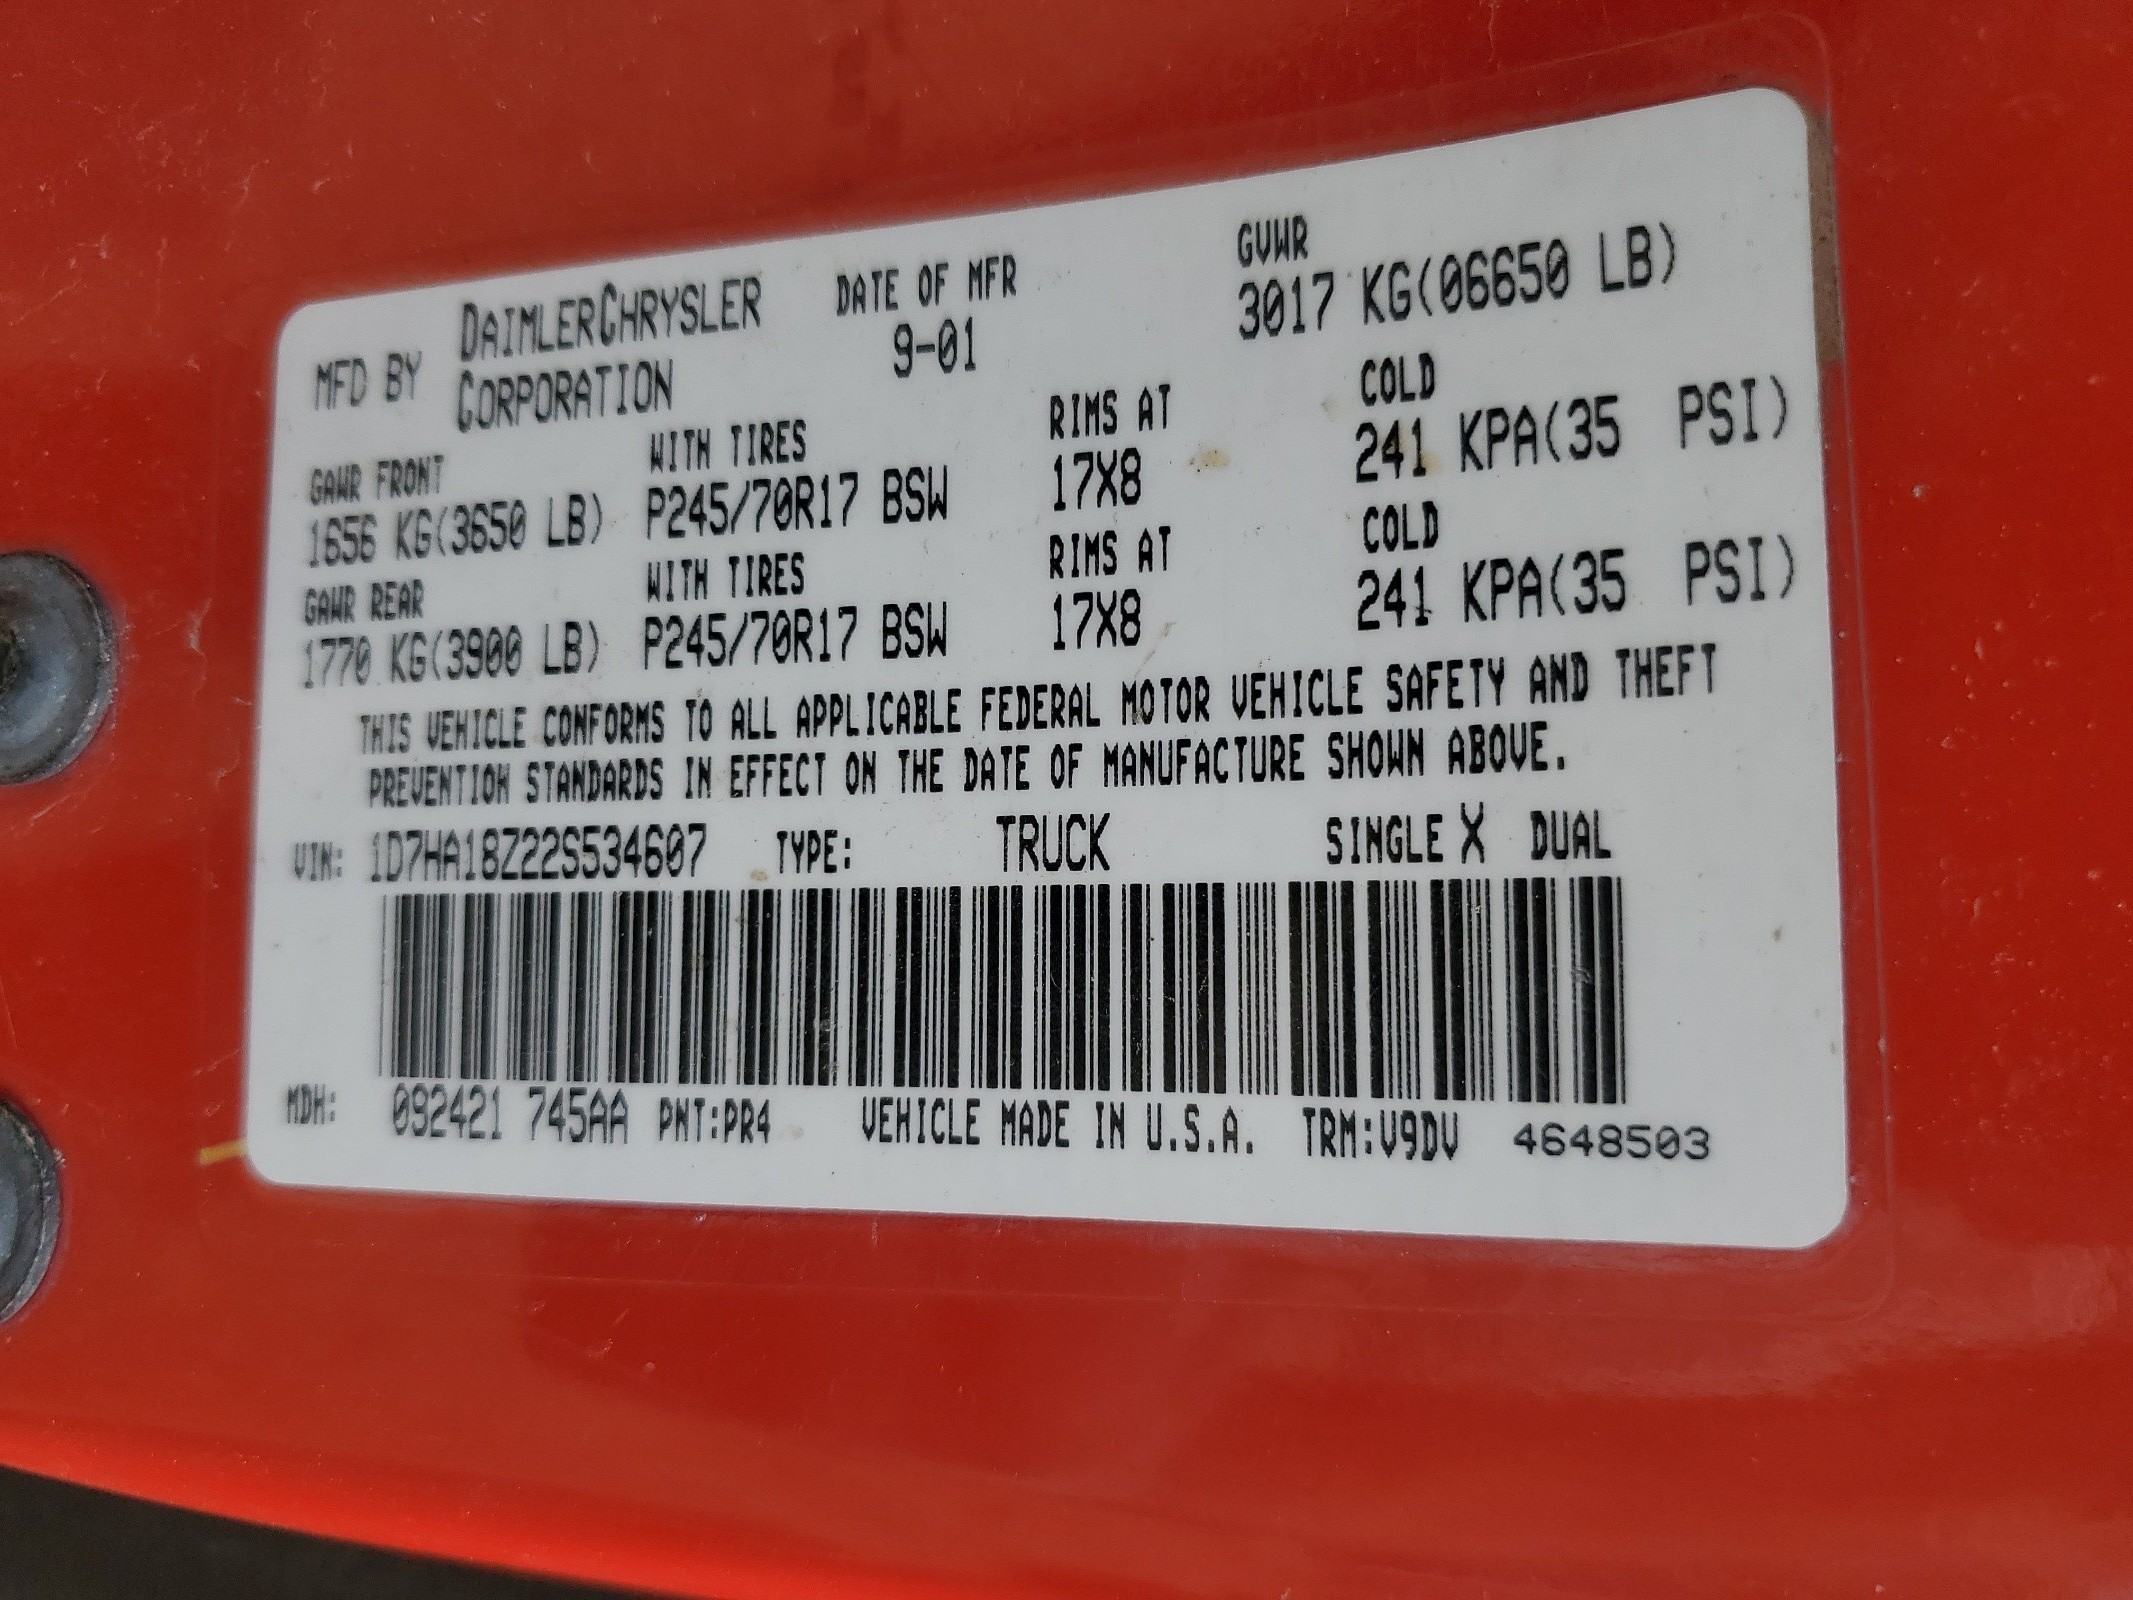 MFD BY DAIMLERCHRYSLER CORPORATION
DATE OF MFR
9-01
GVWR
3017 KG(06650 LB)
GAWR FRONT WITH TIRES RIMS AT COLD
1656 KG(3650 LB) P245/70R17 BSW 17X8 241 KPA(35 PSI)
GAWR REAR WITH TIRES RIMS AT COLD
1770 KG(3900 LB) P245/70R17 BSW 17X8 241 KPA(35 PSI)
THIS VEHICLE CONFORMS TO ALL APPLICABLE FEDERAL MOTOR VEHICLE SAFETY AND THEFT
PREVENTION STANDARDS IN EFFECT ON THE DATE OF MANUFACTURE SHOWN ABOVE.
VIN: 1D7HA18Z22S534607 TYPE: TRUCK SINGLE X DUAL
MDH: 092421 745AA PNT:PR4 VEHICLE MADE IN U.S.A. TRM:V9DV 4648503